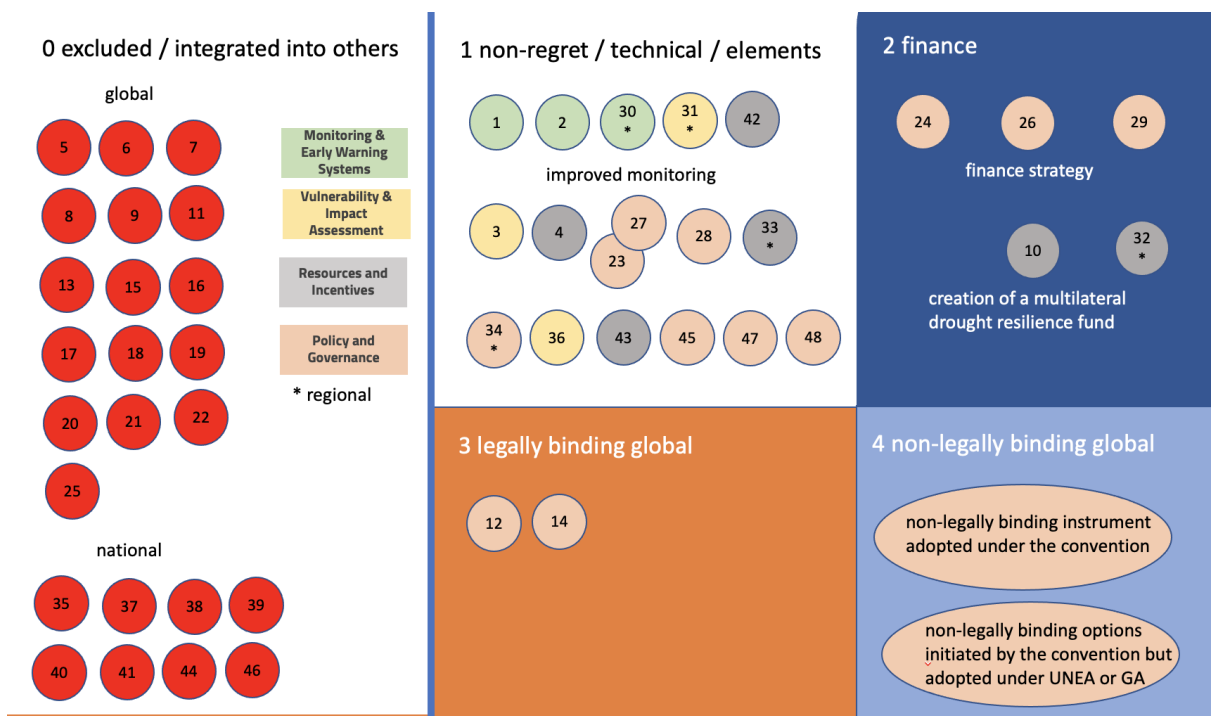 0 excluded / integrated into others
global
5 6 7
8 9 11
13 15 16
17 18 19
20 21 22
25
national
35 37 38 39
40 41 44 46
Monitoring &
Early Warning
Systems
Vulnerability &
Impact
Assessment
Resources and
Incentives
Policy and
Governance
* regional
1 non-regret / technical / elements
1 2 30 31 42
* *
improved monitoring
3 4 27 28 33
*
23
34 36 43 45 47 48
*
2 finance
24 26 29
finance strategy
10 32
*
creation of a multilateral
drought resilience fund
3 legally binding global
12 14
4 non-legally binding global
non-legally binding instrument
adopted under the convention
non-legally binding options
initiated by the convention but
adopted under UNEA or GA